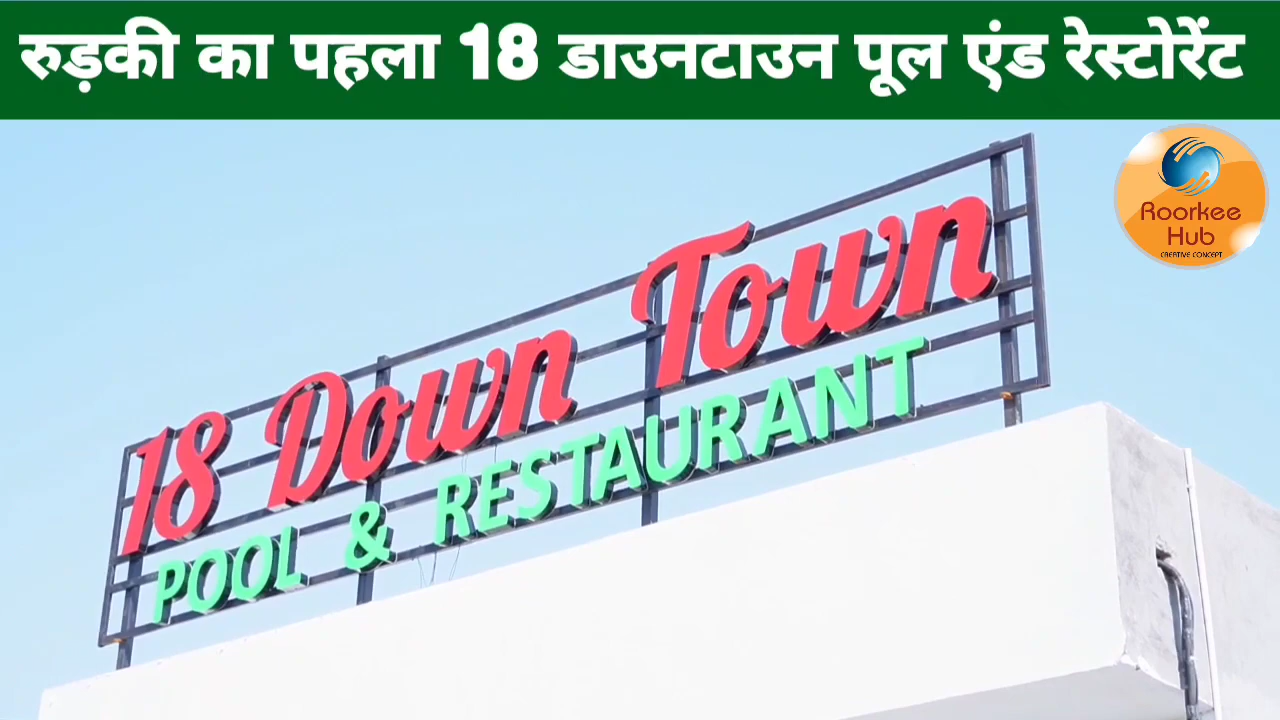 रुड़की का पहला 18 डाउनटाउन पूल एंड रेस्टोरेंट
Roorkee
Hub
CREATIVE CONCEPT
18 Down Town
POOL & RESTAURANT